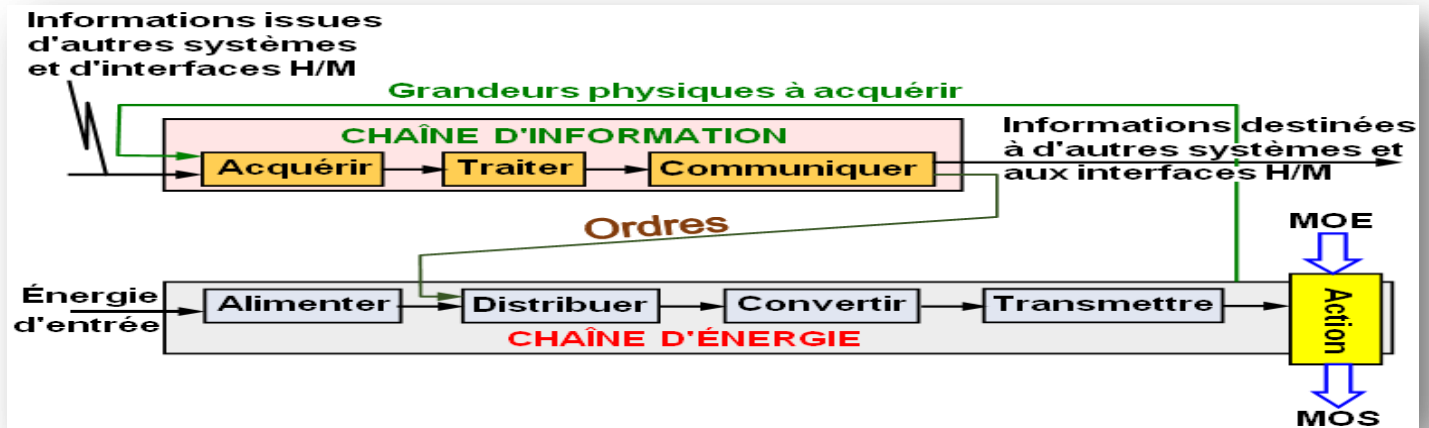 Informations issues
d'autres systèmes
et d'interfaces H/M
Grandeurs physiques à acquérir
CHAÎNE D'INFORMATION
Acquérir
Traiter
Communiquer
Informations destinées
à d'autres systèmes et
aux interfaces H/M
Ordres
MOE
Énergie
d'entrée
Alimenter
Distribuer
Convertir
Transmettre
Action
CHAÎNE D'ÉNERGIE
MOS